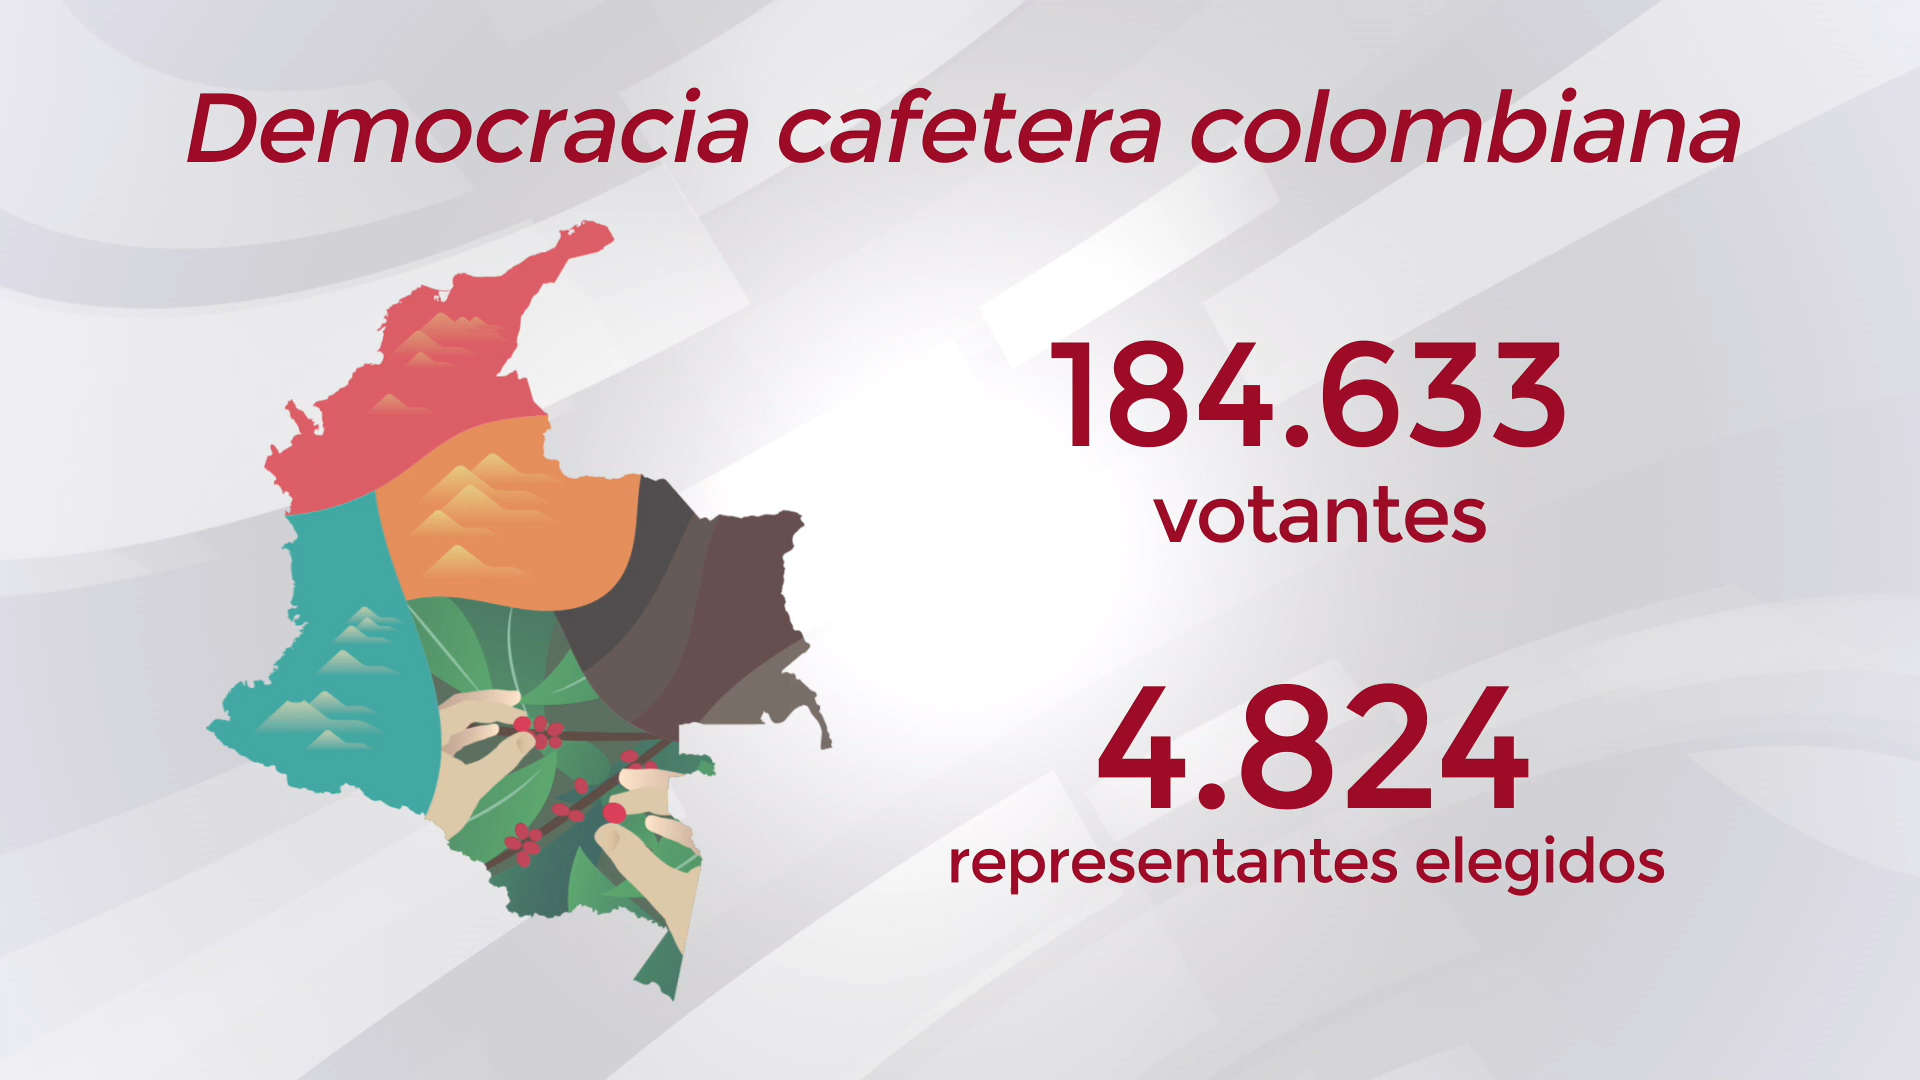 Democracia cafetera colombiana
184.633
votantes
4.824
representantes elegidos